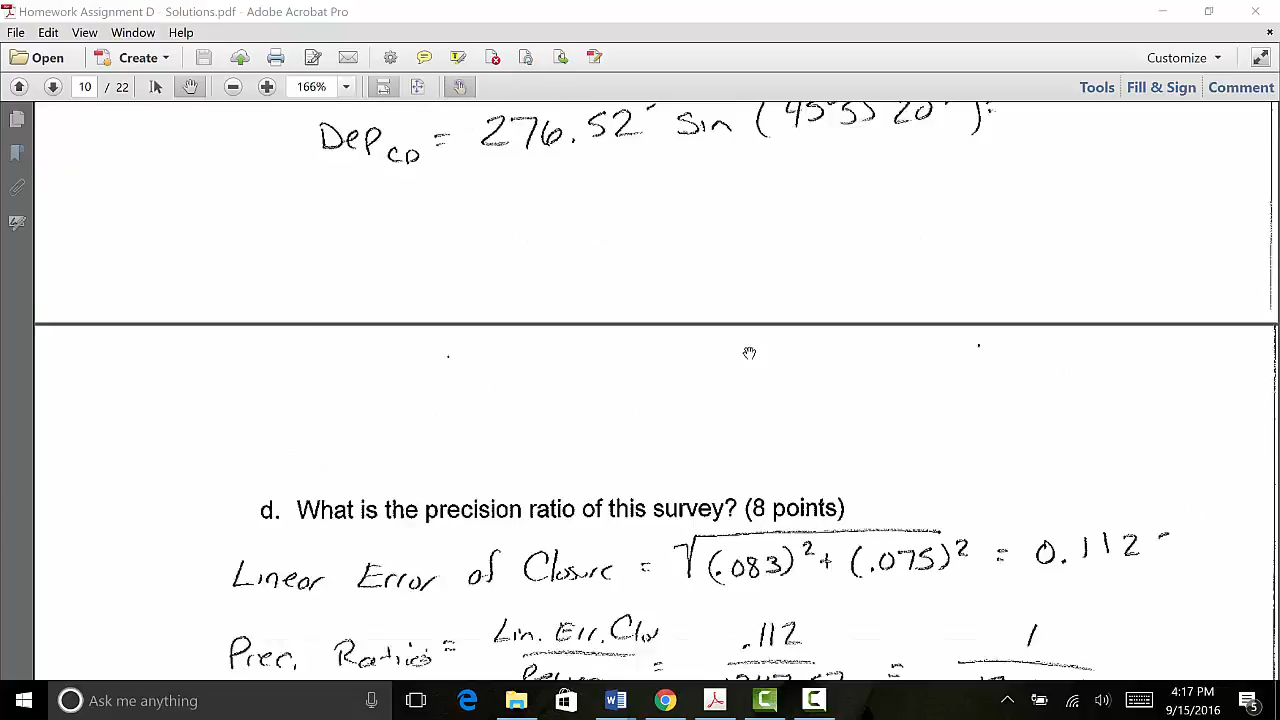 Homework Assignment D - Solutions.pdf - Adobe Acrobat Pro
File Edit View Window Help
Open Create Customize
10 / 22 166% Tools Fill & Sign Comment
Dep CD = 276.52' sin (
d. What is the precision ratio of this survey? (8 points)
Linear Error of Closure = √(.083)² + (.075)² = 0.112'
Prec. Ratio = Lin. Err. Clo = .112 = 1
Ask me anything
4:17 PM
9/15/2016
5